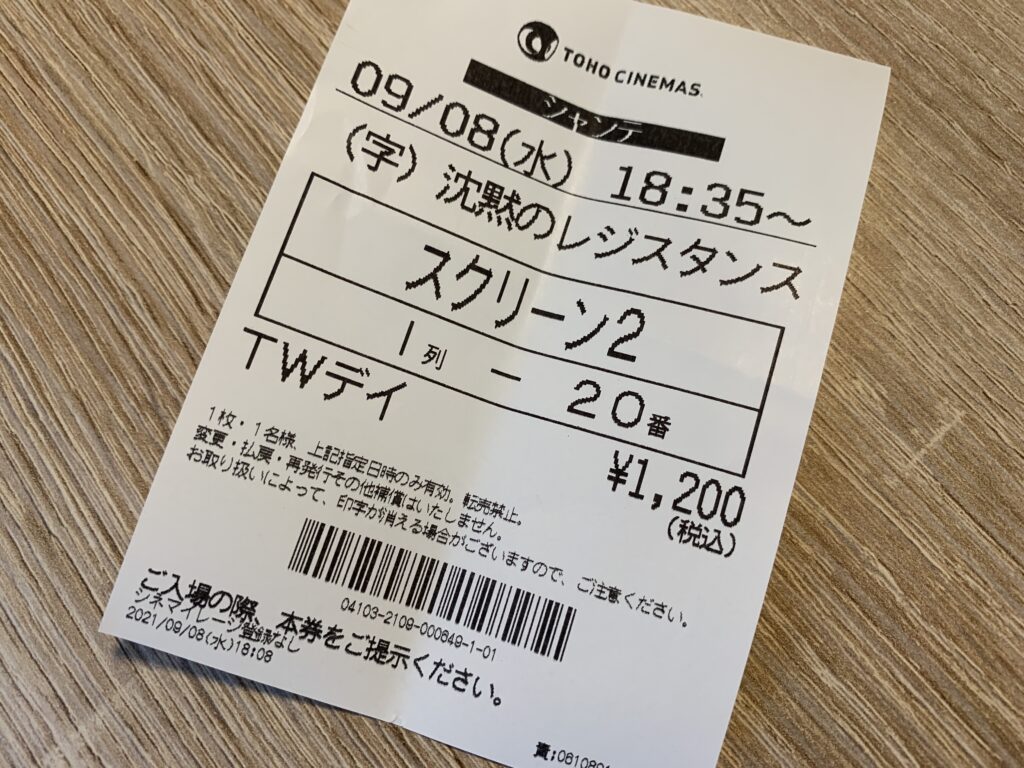 TOHO CINEMAS
シャンテ
09/08(水) 18:35～
(字) 沈黙のレジスタンス
スクリーン2
I列 － 20番
TWデイ
¥1,200
(税込)
1枚・1名様、上記指定日時のみ有効。転売禁止。
変更・払戻・再発行その他補償はいたしません。
お取り扱いによって、印字が消える場合がございますので、ご注意ください。
04103-2109-000649-1-01
ご入場の際、本券をご提示ください。
シネマイレージ登録なし
2021/09/08(水)18:08